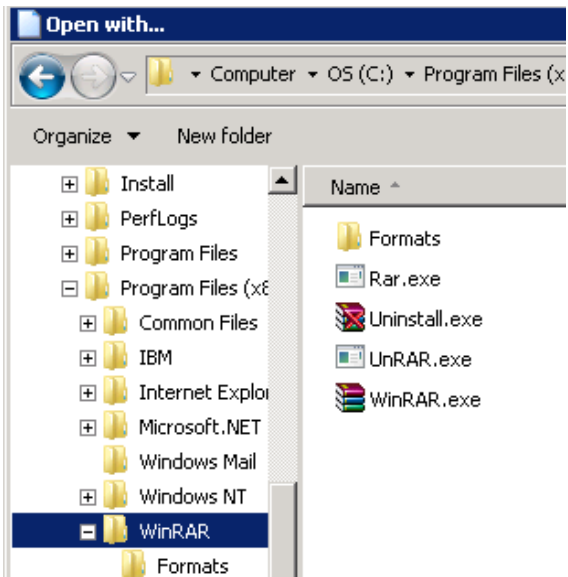 Open with...
Computer OS (C:) Program Files (x
Organize New folder
Install
PerfLogs
Program Files
Program Files (x8
Common Files
IBM
Internet Explor
Microsoft.NET
Windows Mail
Windows NT
WinRAR
Formats
Name
Formats
Rar.exe
Uninstall.exe
UnRAR.exe
WinRAR.exe